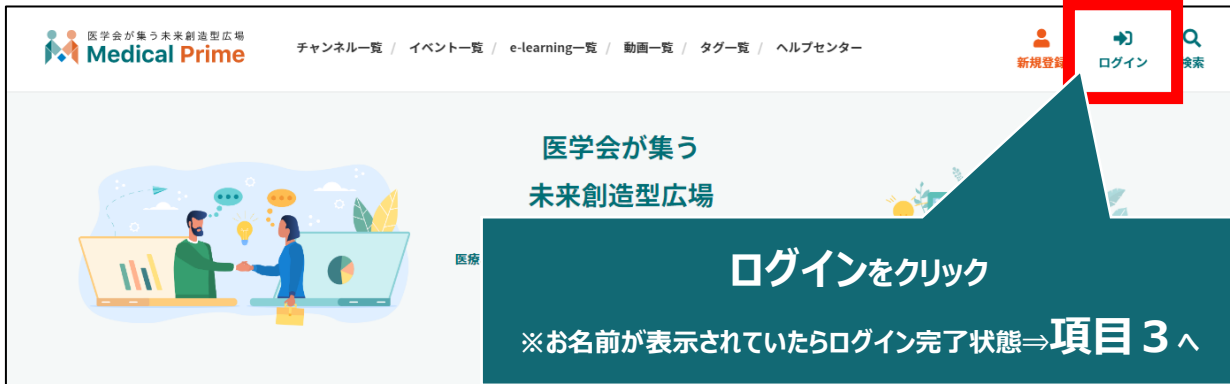 医学会が集う未来創造型広場
Medical Prime
チャンネル一覧 / イベント一覧 / e-learning一覧 / 動画一覧 / タグ一覧 / ヘルプセンター
新規登録
ログイン
検索
医学会が集う
未来創造型広場
医療
ログインをクリック
※お名前が表示されていたらログイン完了状態⇒項目３へ